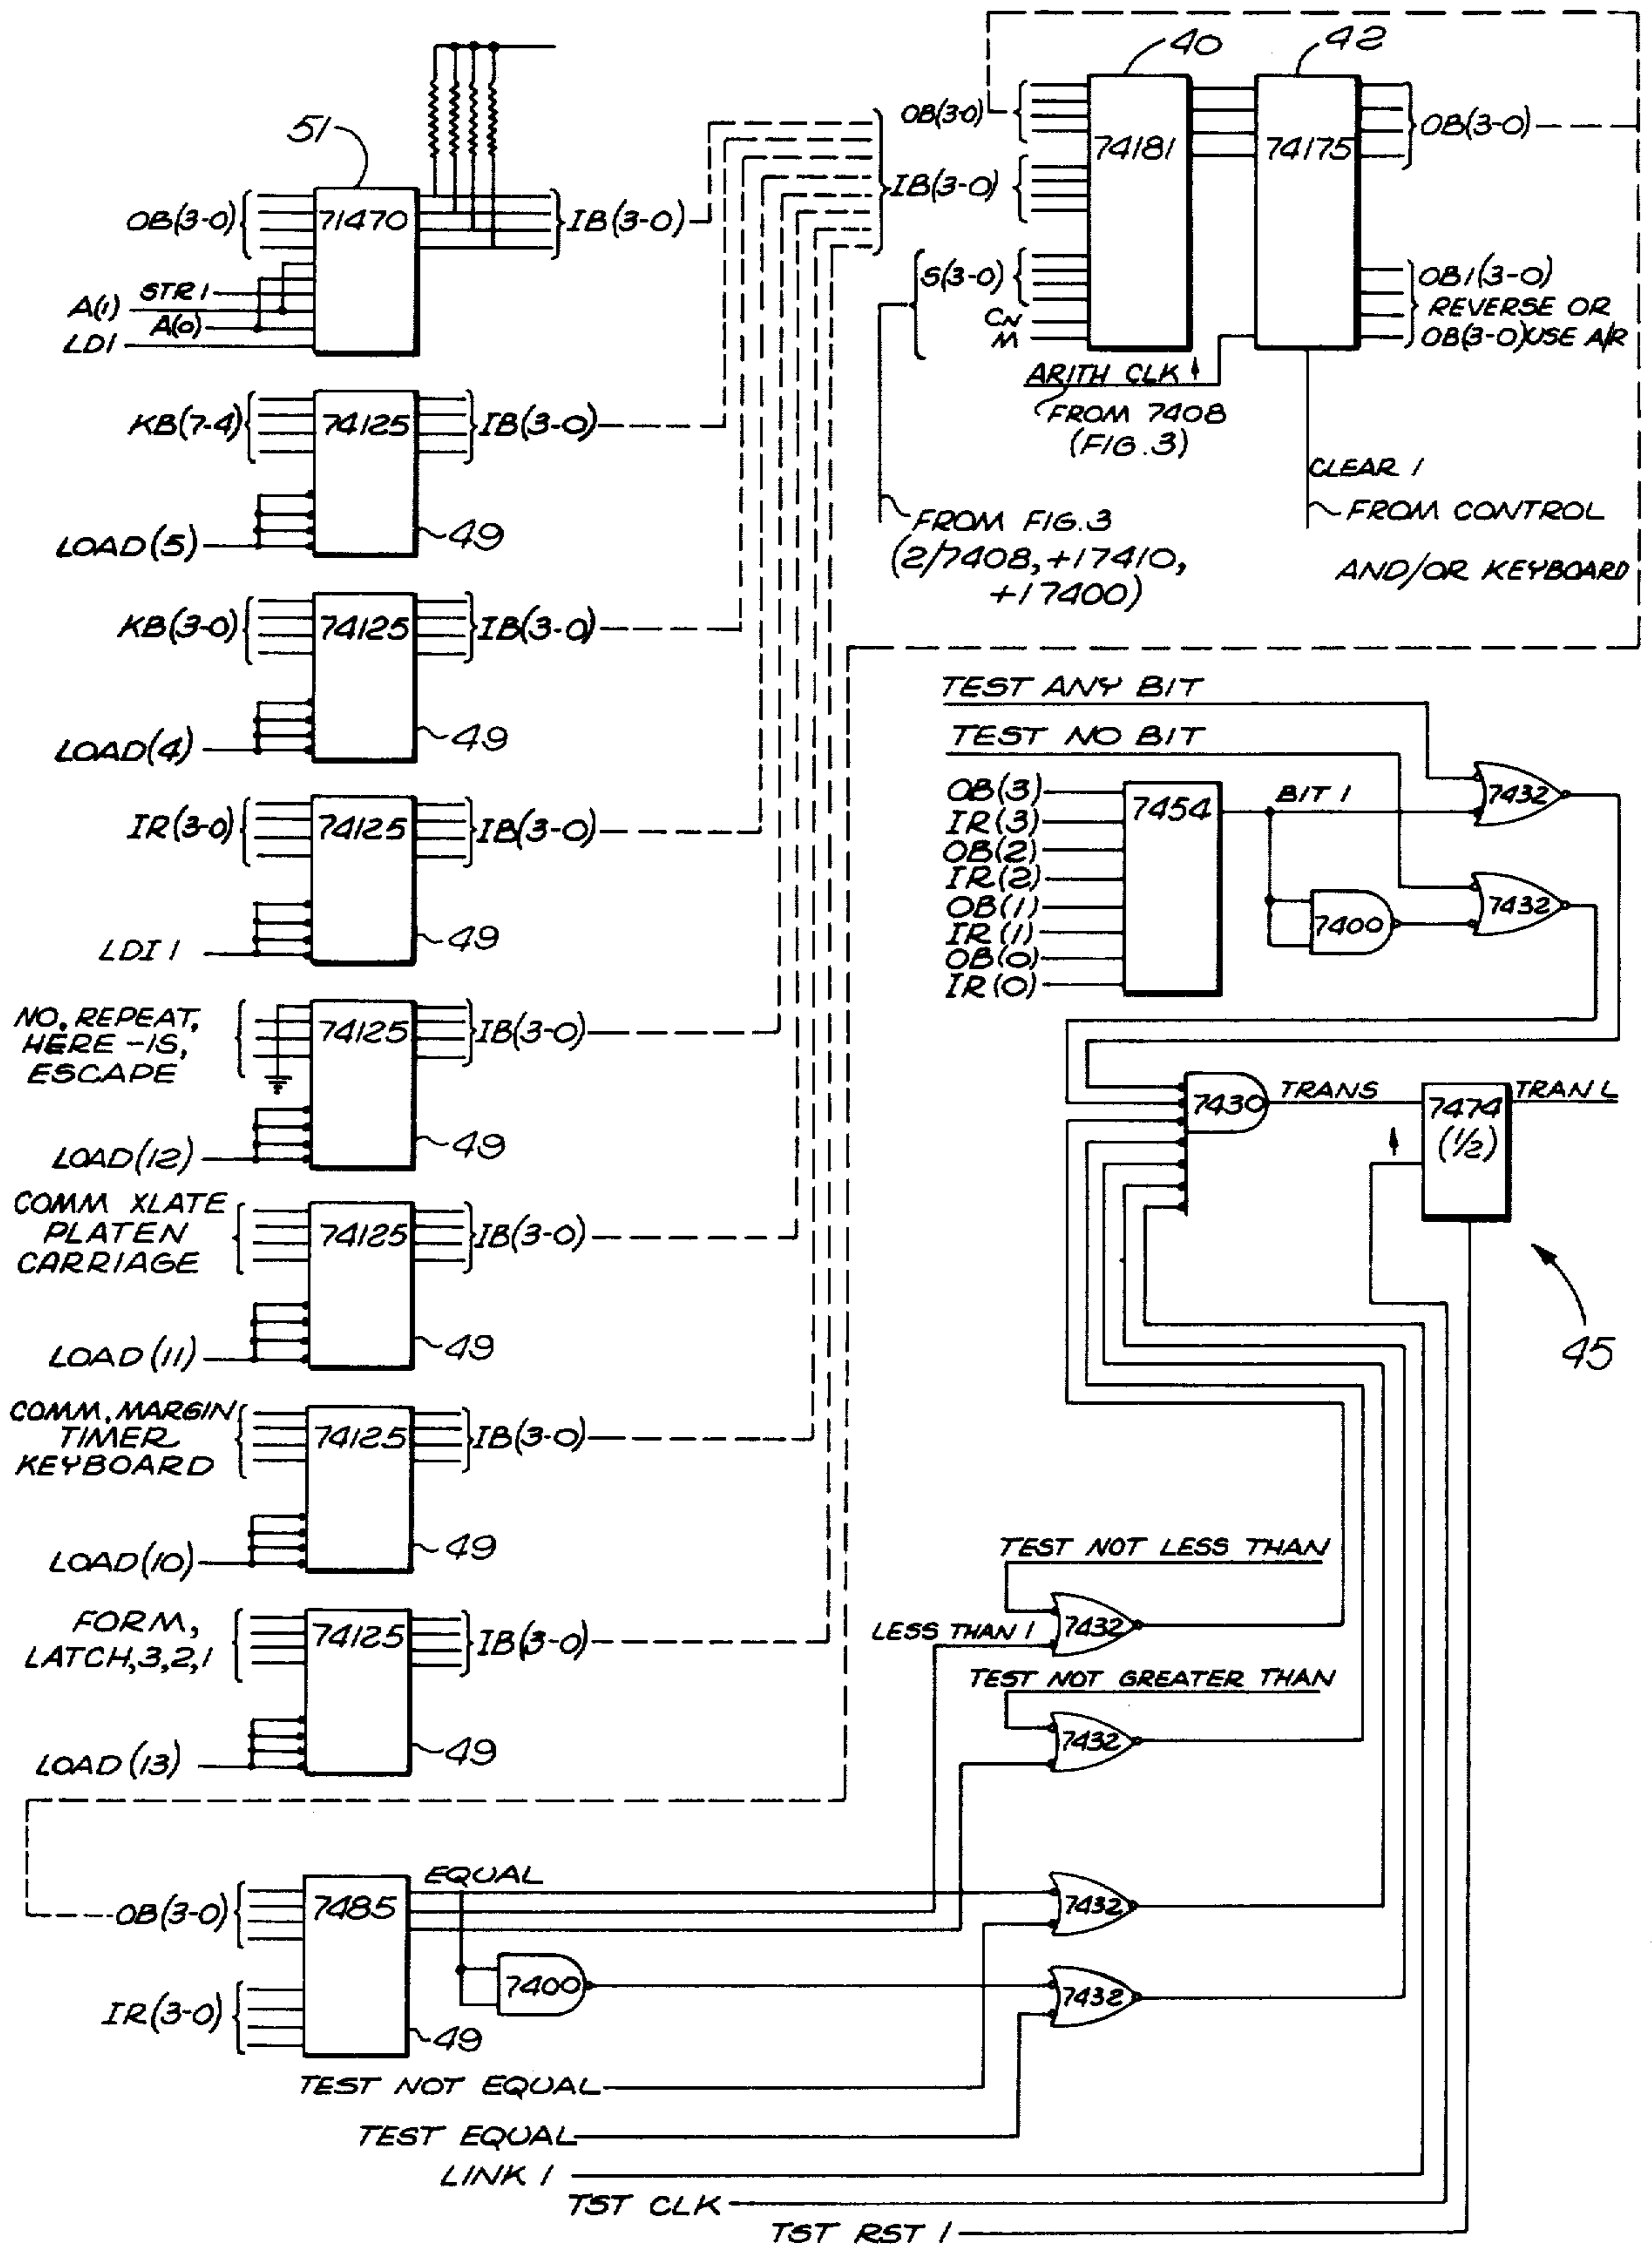 51
OB(3-0)
71470
IB(3-0)
STR 1
A(1)
A(0)
LD1
KB(7-4)
74125
IB(3-0)
LOAD(5)
49
KB(3-0)
74125
IB(3-0)
LOAD(4)
49
IR(3-0)
74125
IB(3-0)
LDI 1
49
NO, REPEAT,
HERE-IS,
ESCAPE
74125
IB(3-0)
LOAD(12)
49
COMM XLATE
PLATEN
CARRIAGE
74125
IB(3-0)
LOAD(11)
49
COMM, MARGIN
TIMER
KEYBOARD
74125
IB(3-0)
LOAD(10)
49
FORM,
LATCH,3,2,1
74125
IB(3-0)
LOAD(13)
49
40
42
OB(3-0)
74181
74175
OB(3-0)
IB(3-0)
S(3-0)
CN
M
OB1(3-0)
REVERSE OR
OB(3-0)USE A/R
ARITH CLK
FROM 7408
(FIG.3)
CLEAR 1
FROM CONTROL
AND/OR KEYBOARD
FROM FIG.3
(2/7408,+17410,
+17400)
TEST ANY BIT
TEST NO BIT
OB(3)
IR(3)
OB(2)
IR(2)
OB(1)
IR(1)
OB(0)
IR(0)
7454
BIT 1
7432
7400
7432
7430
TRANS
7474
(1/2)
TRAN L
45
TEST NOT LESS THAN
LESS THAN 1
7432
TEST NOT GREATER THAN
7432
EQUAL
OB(3-0)
7485
7432
7400
7432
IR(3-0)
49
TEST NOT EQUAL
TEST EQUAL
LINK 1
TST CLK
TST RST 1